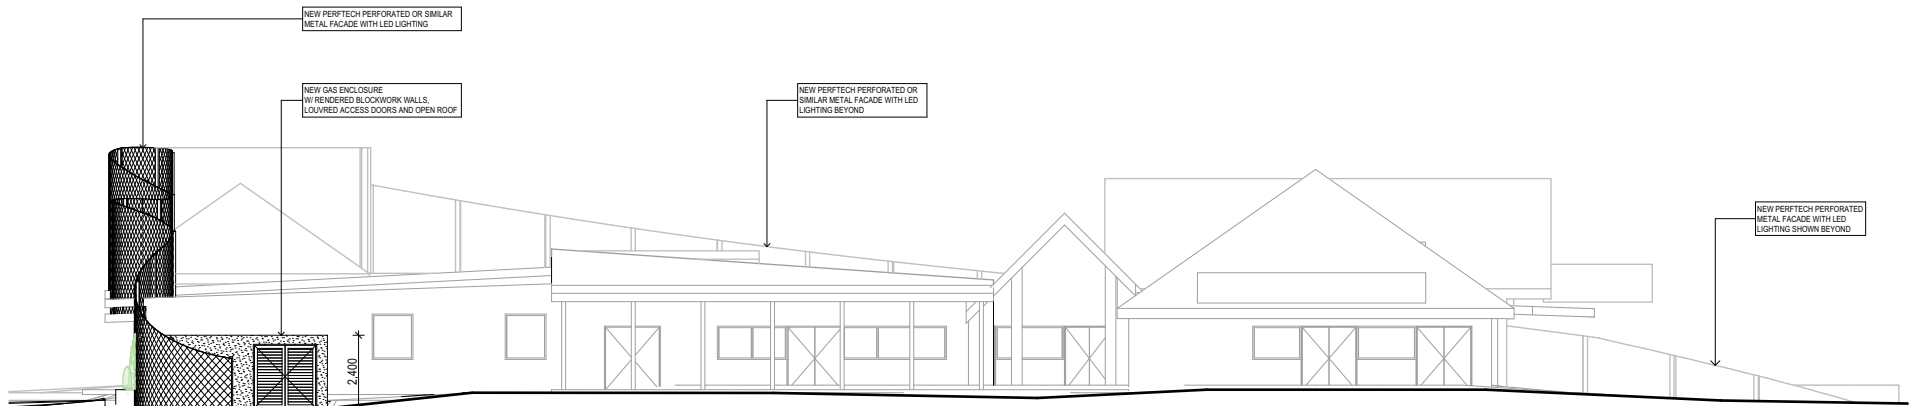 NEW PERFTECH PERFORATED OR SIMILAR
METAL FACADE WITH LED LIGHTING
NEW GAS ENCLOSURE
W/ RENDERED BLOCKWORK WALLS,
LOUVRED ACCESS DOORS AND OPEN ROOF
NEW PERFTECH PERFORATED OR
SIMILAR METAL FACADE WITH LED
LIGHTING BEYOND
NEW PERFTECH PERFORATED
METAL FACADE WITH LED
LIGHTING SHOWN BEYOND
2,400